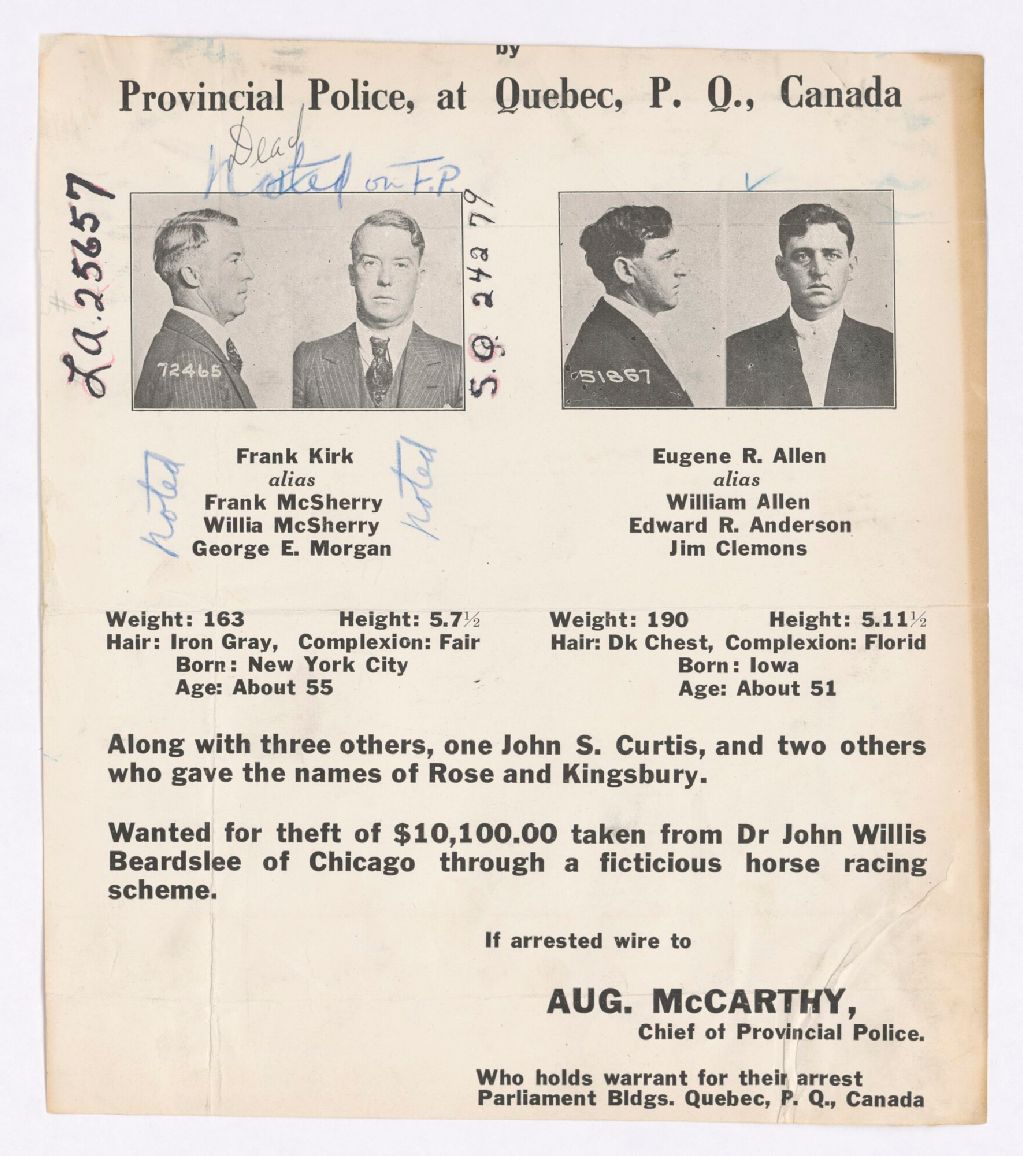 by
Provincial Police, at Quebec, P. Q., Canada
Dead
Noted on F.P.
La. 25657
72465
S.Q. 24279
51867
Frank Kirk
alias
Frank McSherry
Willia McSherry
George E. Morgan
noted
noted
Weight: 163 Height: 5.7½
Hair: Iron Gray, Complexion: Fair
Born: New York City
Age: About 55
Eugene R. Allen
alias
William Allen
Edward R. Anderson
Jim Clemons
Weight: 190 Height: 5.11½
Hair: Dk Chest, Complexion: Florid
Born: Iowa
Age: About 51
Along with three others, one John S. Curtis, and two others
who gave the names of Rose and Kingsbury.
Wanted for theft of $10,100.00 taken from Dr John Willis
Beardslee of Chicago through a ficticious horse racing
scheme.
If arrested wire to
AUG. McCARTHY,
Chief of Provincial Police.
Who holds warrant for their arrest
Parliament Bldgs. Quebec, P. Q., Canada